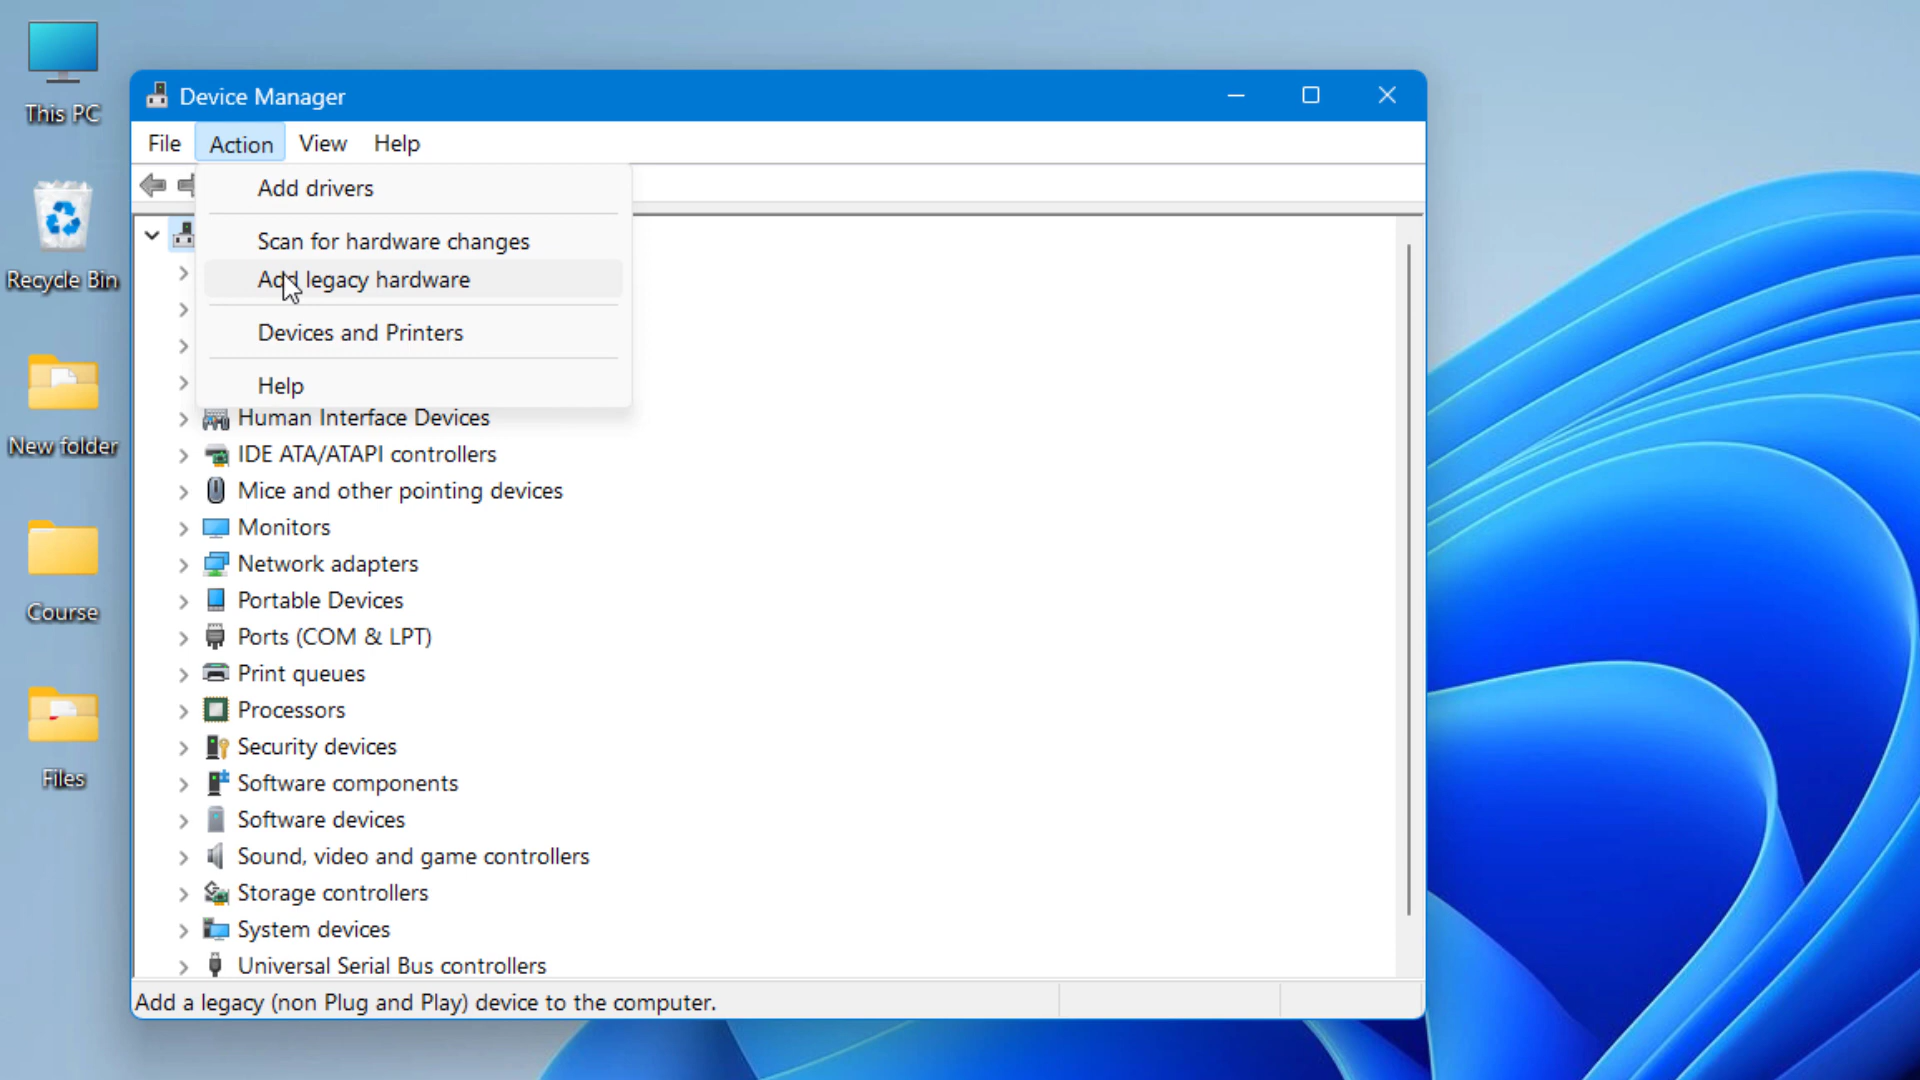 This PC
Recycle Bin
New folder
Course
Files
Device Manager
File Action View Help
Add drivers
Scan for hardware changes
Add legacy hardware
Devices and Printers
Help
Human Interface Devices
IDE ATA/ATAPI controllers
Mice and other pointing devices
Monitors
Network adapters
Portable Devices
Ports (COM & LPT)
Print queues
Processors
Security devices
Software components
Software devices
Sound, video and game controllers
Storage controllers
System devices
Universal Serial Bus controllers
Add a legacy (non Plug and Play) device to the computer.